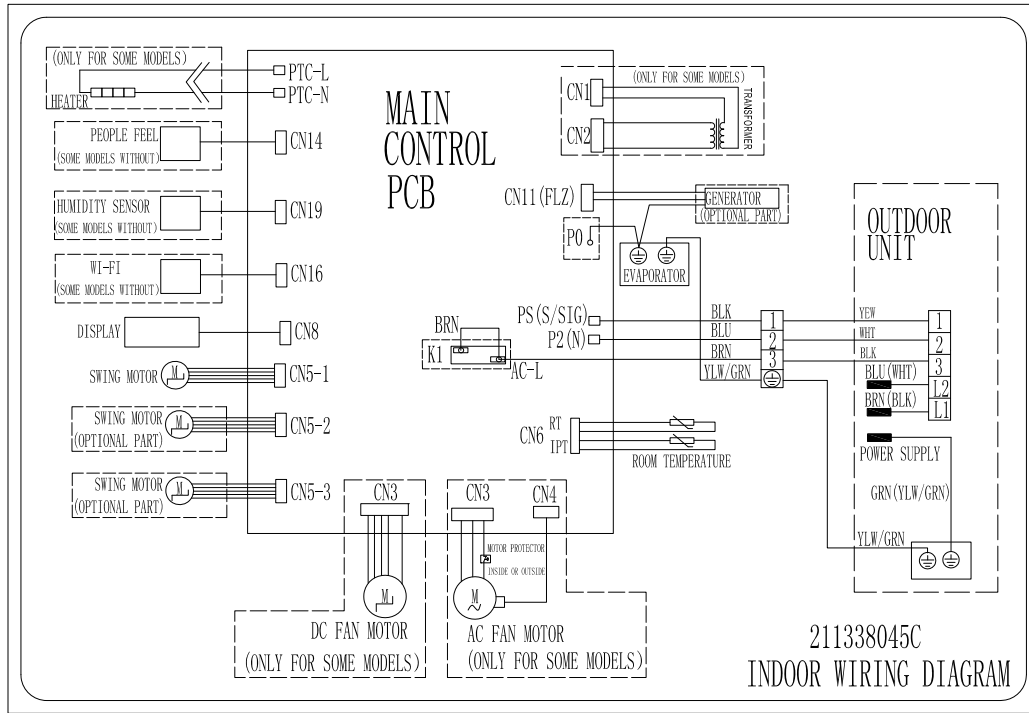 (ONLY FOR SOME MODELS)
HEATER
PTC-L
PTC-N
PEOPLE FEEL
(SOME MODELS WITHOUT)
CN14
HUMIDITY SENSOR
(SOME MODELS WITHOUT)
CN19
WI-FI
(SOME MODELS WITHOUT)
CN16
DISPLAY
CN8
SWING MOTOR
M
CN5-1
SWING MOTOR
(OPTIONAL PART)
M
CN5-2
SWING MOTOR
(OPTIONAL PART)
M
CN5-3
MAIN
CONTROL
PCB
(ONLY FOR SOME MODELS)
CN1
CN2
TRANSFORMER
CN11(FLZ)
GENERATOR
(OPTIONAL PART)
P0
EVAPORATOR
PS(S/SIG)
P2(N)
BRN
K1
AC-L
BLK
BLU
BRN
YLW/GRN
1
2
3
YEW
WHT
BLK
OUTDOOR
UNIT
1
2
3
L2
L1
BLU(WHT)
BRN(BLK)
POWER SUPPLY
GRN(YLW/GRN)
YLW/GRN
CN6
RT
IPT
ROOM TEMPERATURE
CN3
M
DC FAN MOTOR
(ONLY FOR SOME MODELS)
CN3
CN4
MOTOR PROTECTOR
INSIDE OR OUTSIDE
M
AC FAN MOTOR
(ONLY FOR SOME MODELS)
211338045C
INDOOR WIRING DIAGRAM